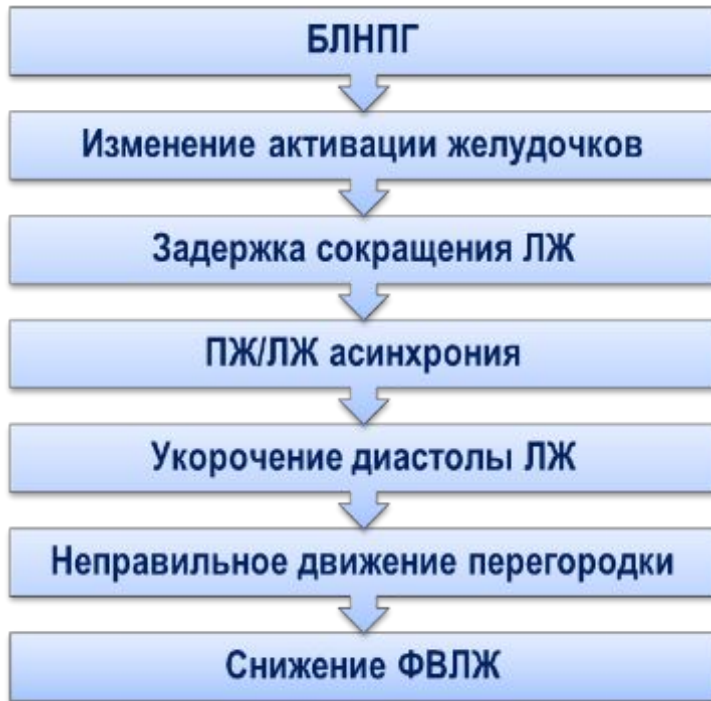 БЛНПГ
Изменение активации желудочков
Задержка сокращения ЛЖ
ПЖ/ЛЖ асинхрония
Укорочение диастолы ЛЖ
Неправильное движение перегородки
Снижение ФВЛЖ